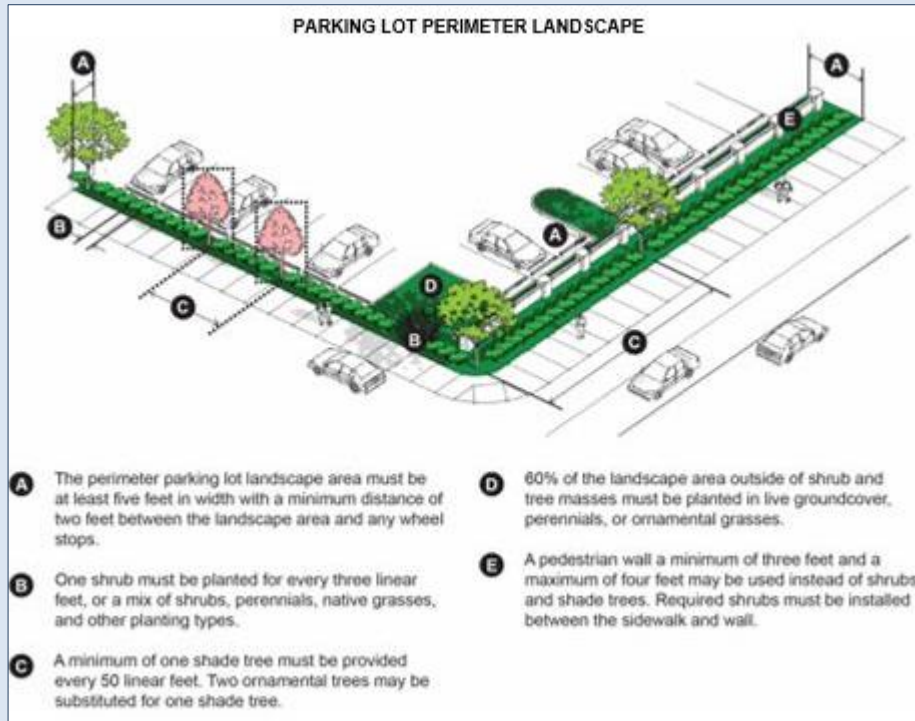 PARKING LOT PERIMETER LANDSCAPE
A
A
E
B
A
D
C
B
C
A
The perimeter parking lot landscape area must be
at least five feet in width with a minimum distance of
two feet between the landscape area and any wheel
stops.
B
One shrub must be planted for every three linear
feet, or a mix of shrubs, perennials, native grasses,
and other planting types.
C
A minimum of one shade tree must be provided
every 50 linear feet. Two ornamental trees may be
substituted for one shade tree.
D
60% of the landscape area outside of shrub and
tree masses must be planted in live groundcover,
perennials, or ornamental grasses.
E
A pedestrian wall a minimum of three feet and a
maximum of four feet may be used instead of shrubs
and shade trees. Required shrubs must be installed
between the sidewalk and wall.